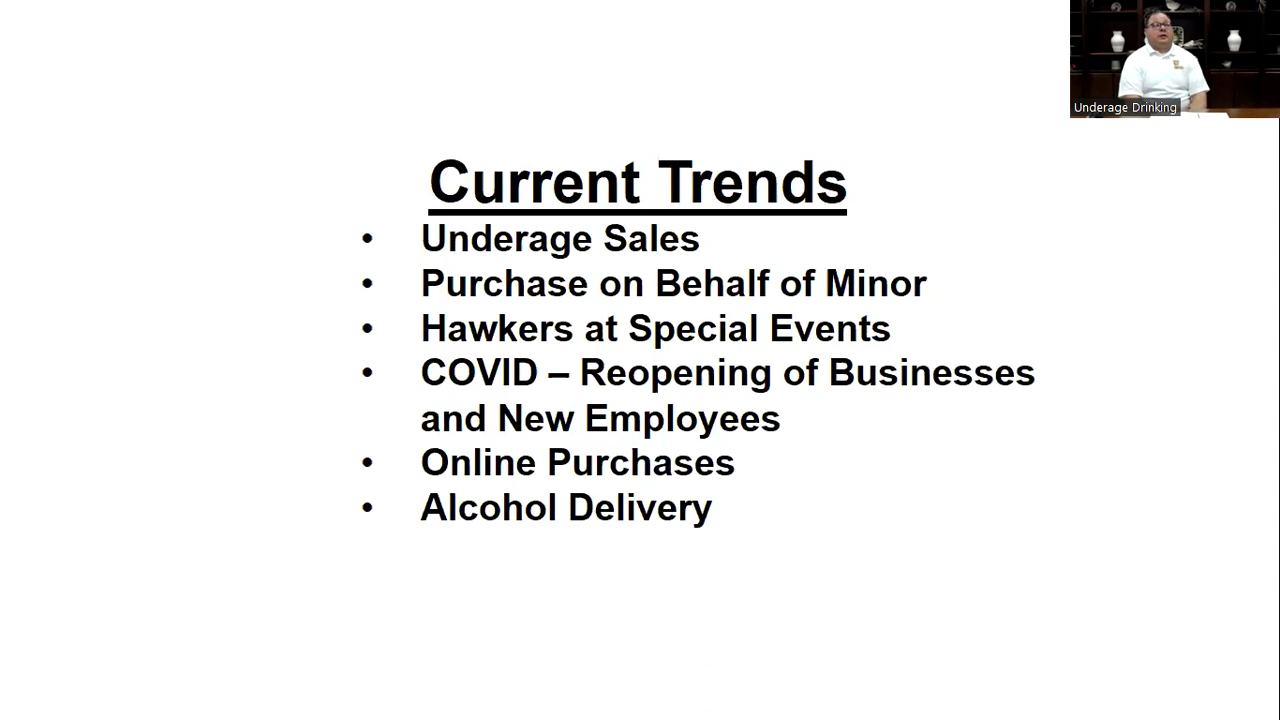 Underage Drinking
Current Trends
• Underage Sales
• Purchase on Behalf of Minor
• Hawkers at Special Events
• COVID – Reopening of Businesses
and New Employees
• Online Purchases
• Alcohol Delivery